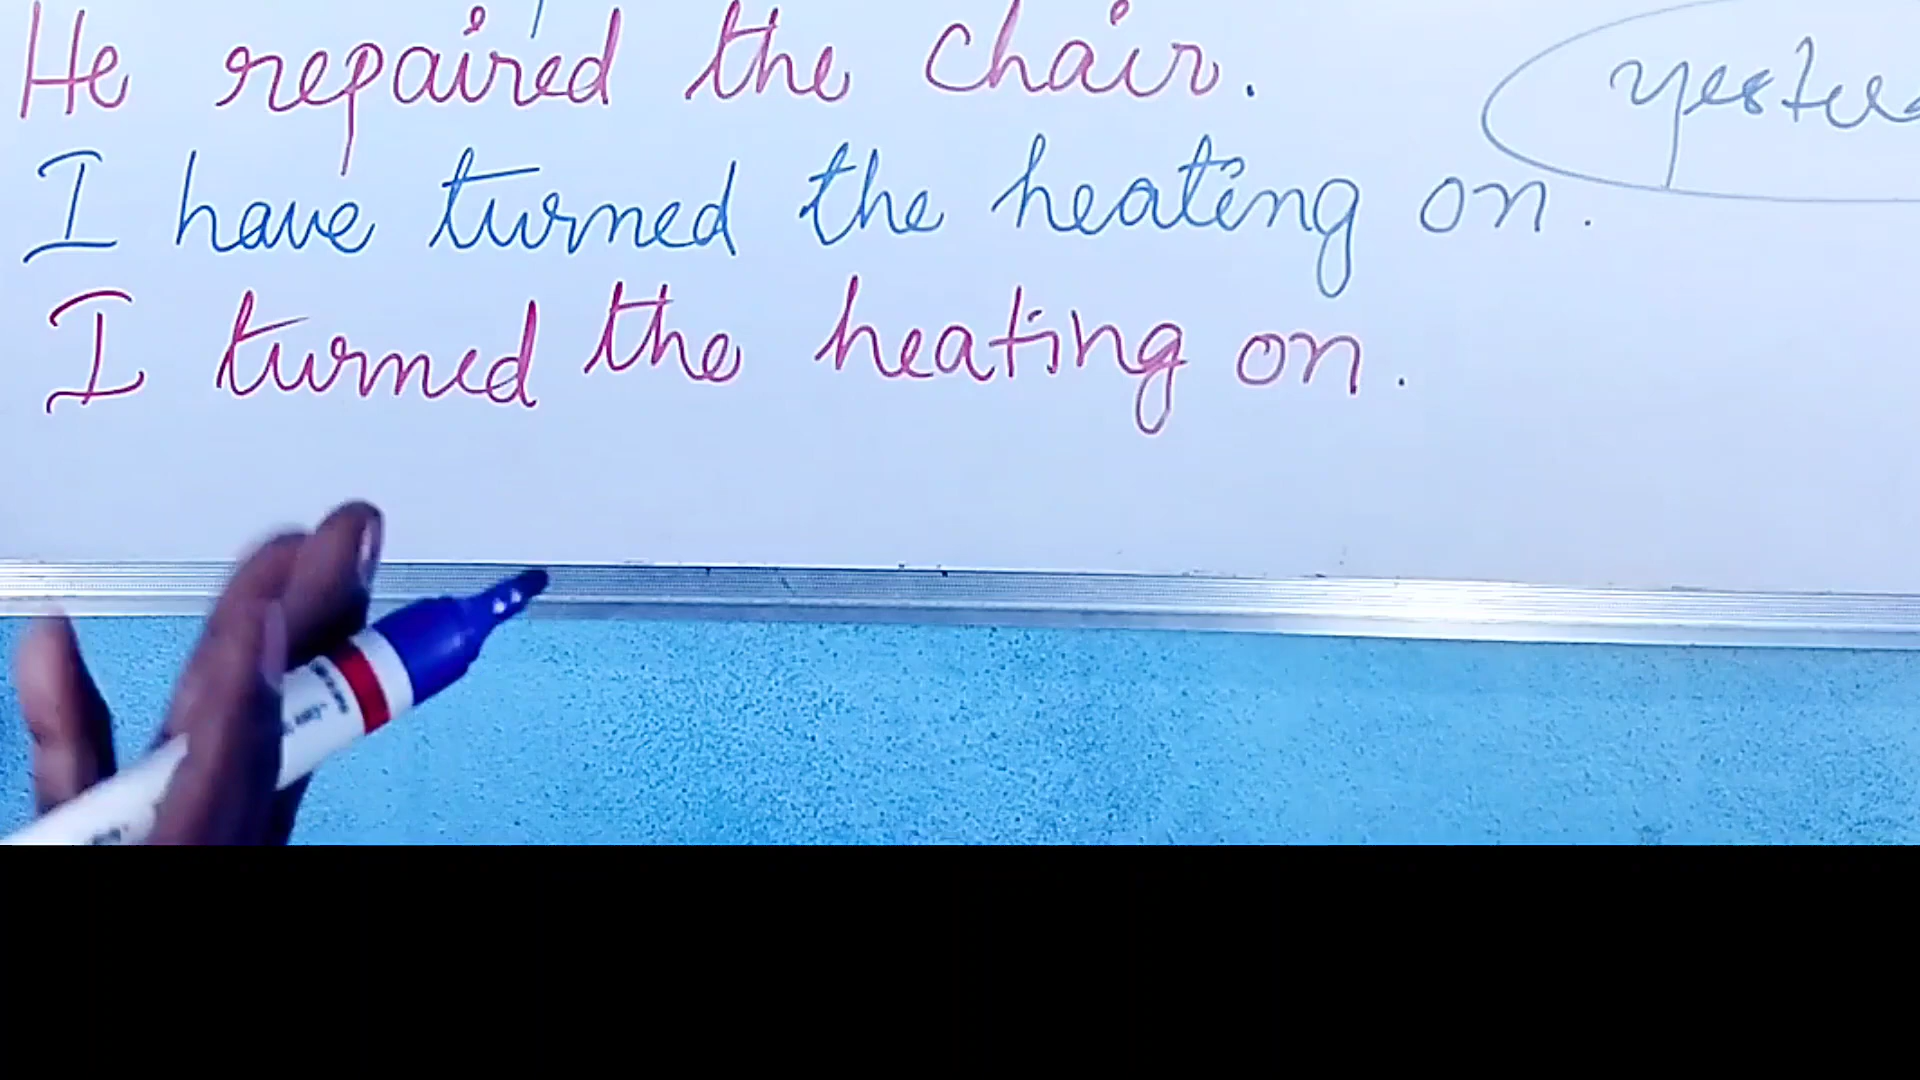 He repaired the chair.
I have turned the heating on.
I turned the heating on.